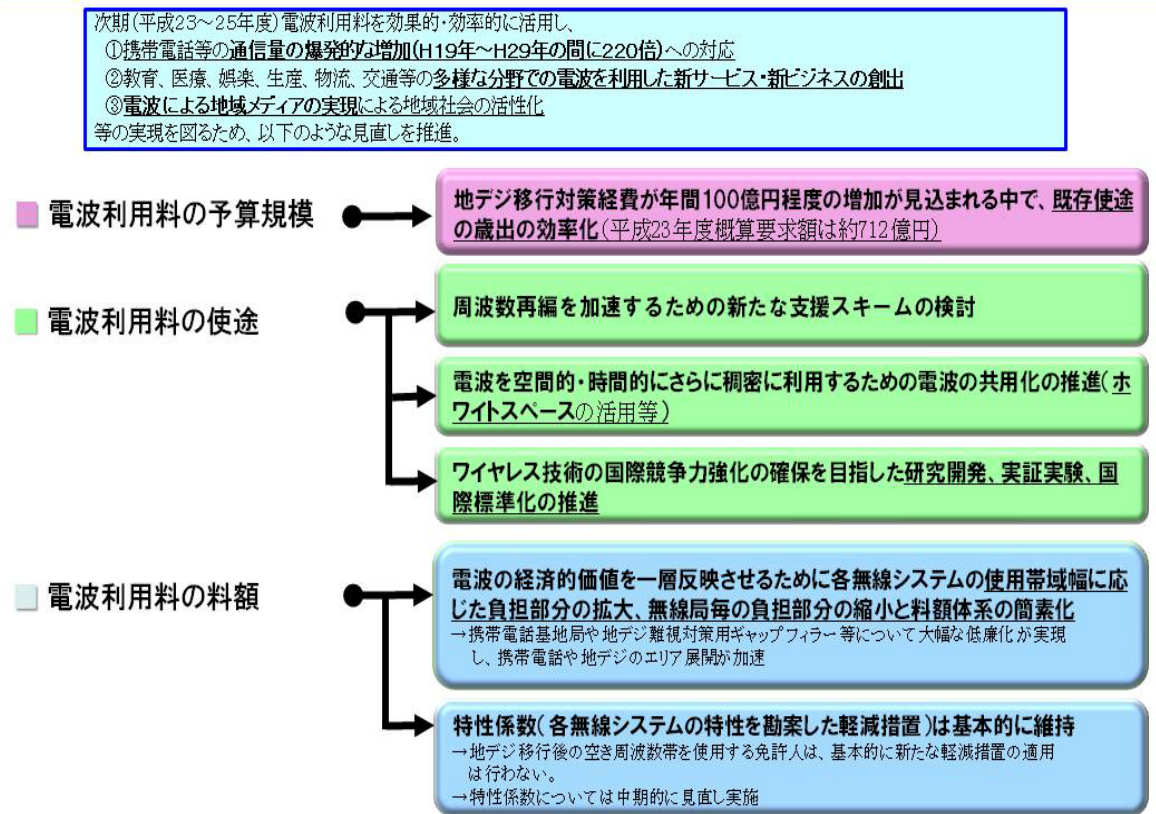 次期(平成23～25年度)電波利用料を効果的・効率的に活用し、
①携帯電話等の通信量の爆発的な増加(H19年～H29年の間に220倍)への対応
②教育、医療、娯楽、生産、物流、交通等の多様な分野での電波を利用した新サービス・新ビジネスの創出
③電波による地域メディアの実現による地域社会の活性化
等の実現を図るため、以下のような見直しを推進。
電波利用料の予算規模
地デジ移行対策経費が年間100億円程度の増加が見込まれる中で、既存使途
の歳出の効率化(平成23年度概算要求額は約712億円)
電波利用料の使途
周波数再編を加速するための新たな支援スキームの検討
電波を空間的・時間的にさらに稠密に利用するための電波の共用化の推進(ホ
ワイトスペースの活用等)
ワイヤレス技術の国際競争力強化の確保を目指した研究開発、実証実験、国
際標準化の推進
電波利用料の料額
電波の経済的価値を一層反映させるために各無線システムの使用帯域幅に応
じた負担部分の拡大、無線局毎の負担部分の縮小と料額体系の簡素化
→携帯電話基地局や地デジ難視対策用ギャップフィラー等について大幅な低廉化が実現
し、携帯電話や地デジのエリア展開が加速
特性係数(各無線システムの特性を勘案した軽減措置)は基本的に維持
→地デジ移行後の空き周波数帯を使用する免許人は、基本的に新たな軽減措置の適用
は行わない。
→特性係数については中期的に見直し実施